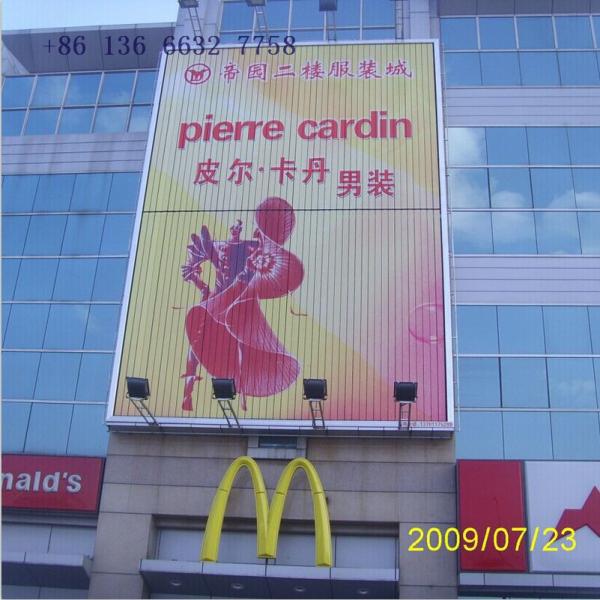 +86 136 6632 7758
帝园二楼服装城
pierre cardin
皮尔·卡丹男装
nald's
2009/07/23